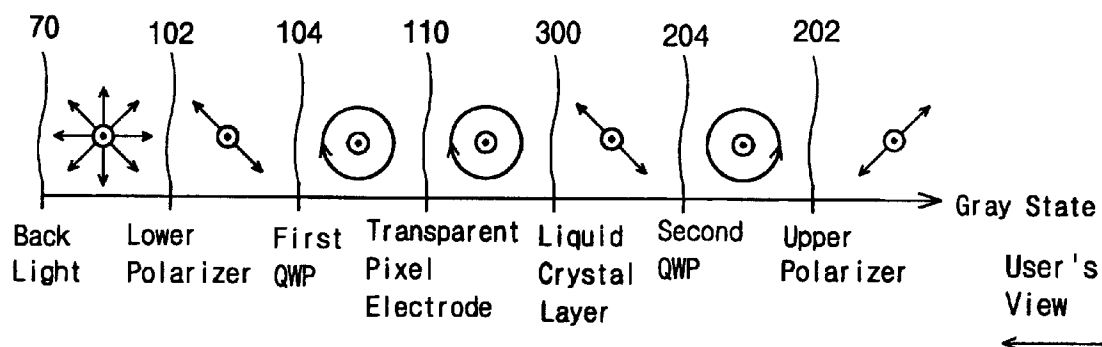 70
102
104
110
300
204
202
Gray State
Back
Light
Lower
Polarizer
First
QWP
Transparent
Pixel
Electrode
Liquid
Crystal
Layer
Second
QWP
Upper
Polarizer
User's
View